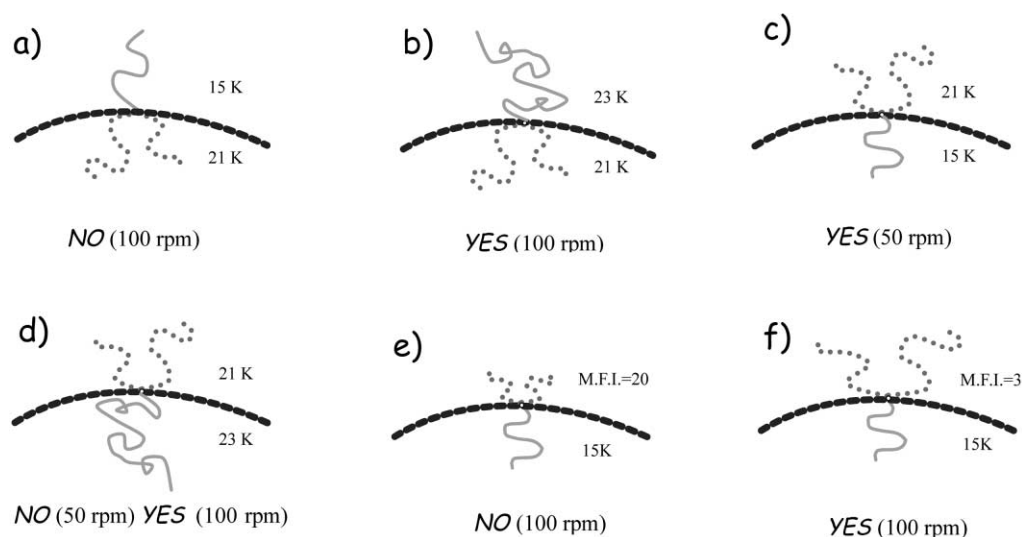 a)
15 K
21 K
NO (100 rpm)
b)
23 K
21 K
YES (100 rpm)
c)
21 K
15 K
YES (50 rpm)
d)
21 K
23 K
NO (50 rpm) YES (100 rpm)
e)
M.F.I.=20
15K
NO (100 rpm)
f)
M.F.I.=3
15K
YES (100 rpm)